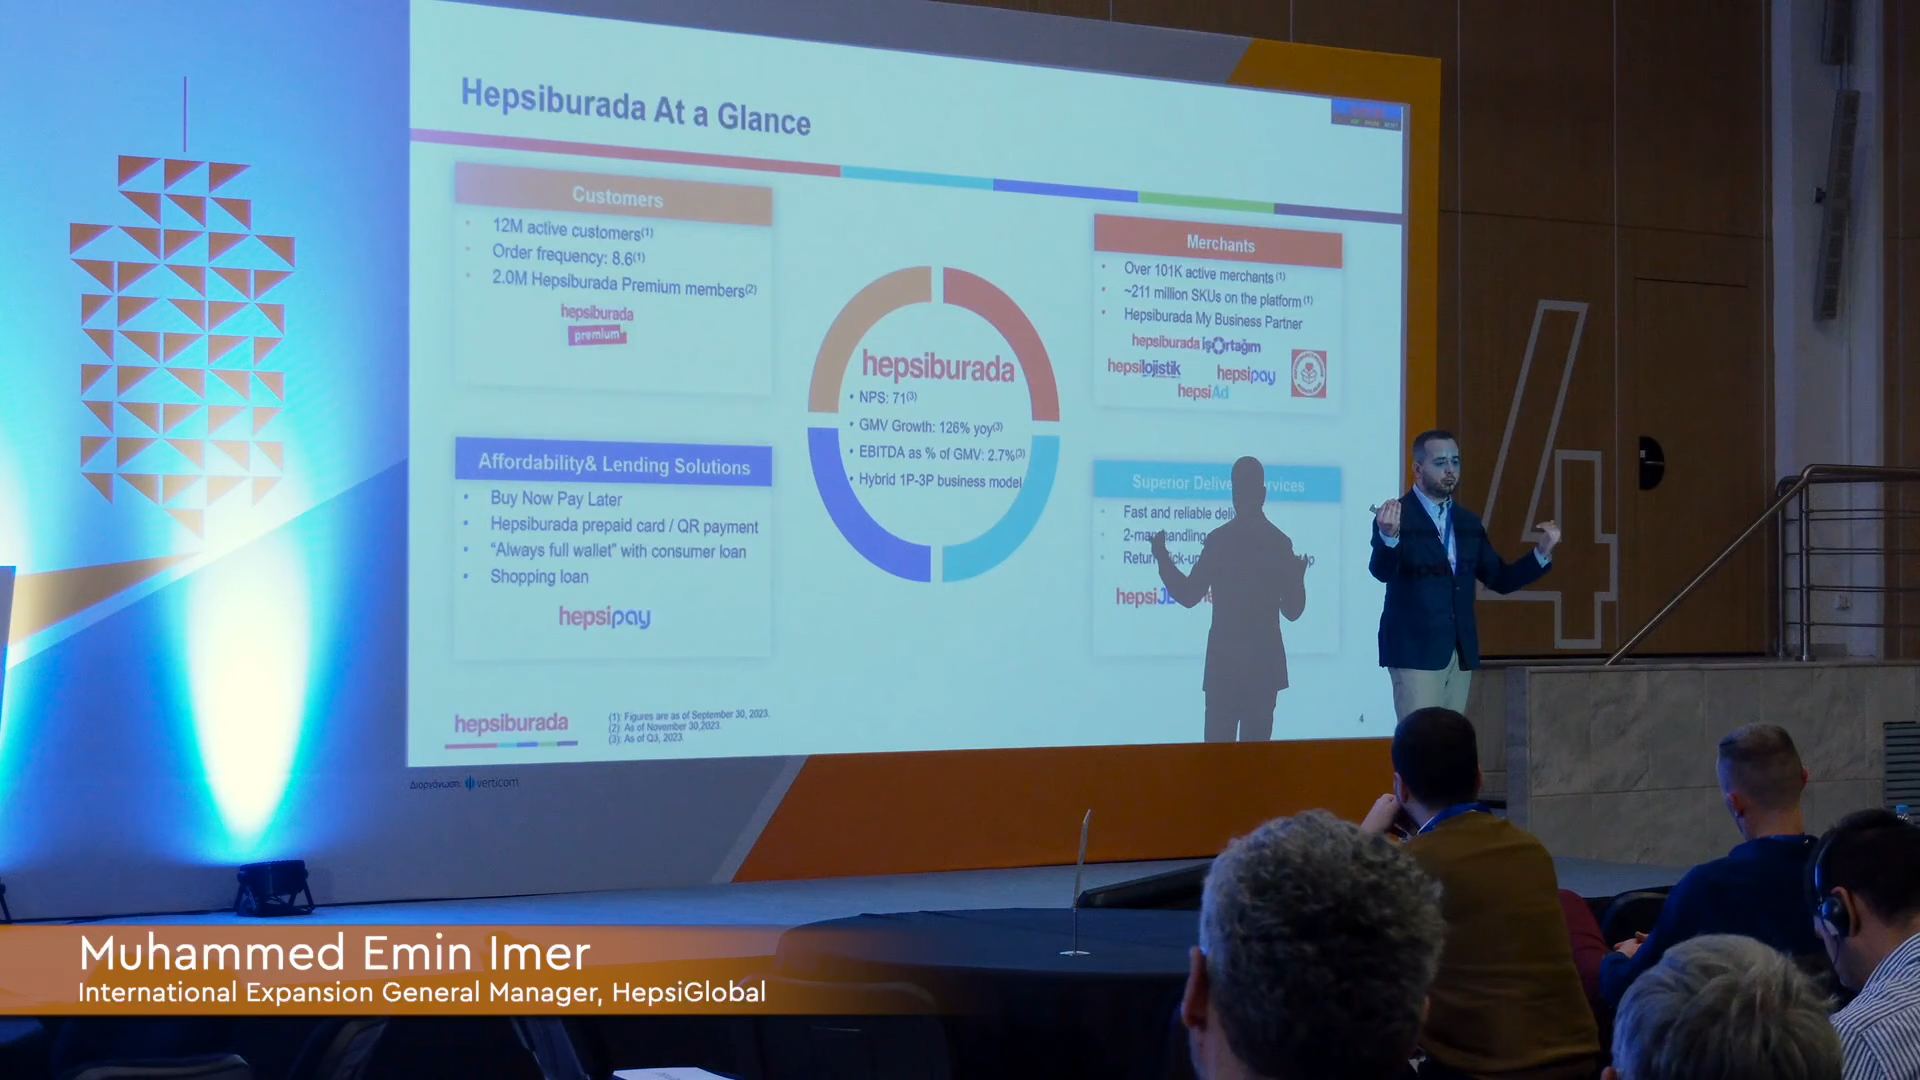 Hepsiburada At a Glance
Customers
• 12M active customers(1)
• Order frequency: 8.6(1)
• 2.0M Hepsiburada Premium members(2)
hepsiburada
premium
Affordability& Lending Solutions
• Buy Now Pay Later
• Hepsiburada prepaid card / QR payment
• “Always full wallet” with consumer loan
• Shopping loan
hepsipay
hepsiburada
• NPS: 71(3)
• GMV Growth: 126% yoy(3)
• EBITDA as % of GMV: 2.7%(3)
• Hybrid 1P-3P business model
Merchants
• Over 101K active merchants (1)
• ~211 million SKUs on the platform (1)
• Hepsiburada My Business Partner
hepsiburada işOrtağım
hepsilojistik hepsipay
hepsiAd
Superior
Fast and reliable
hepsiJE
hepsiburada
(1): Figures are as of September 30, 2023.
(2) As of November 30,2023.
(3): As of Q3, 2023.
4
Διοργάνωση: verticom
4
Muhammed Emin Imer
International Expansion General Manager, HepsiGlobal